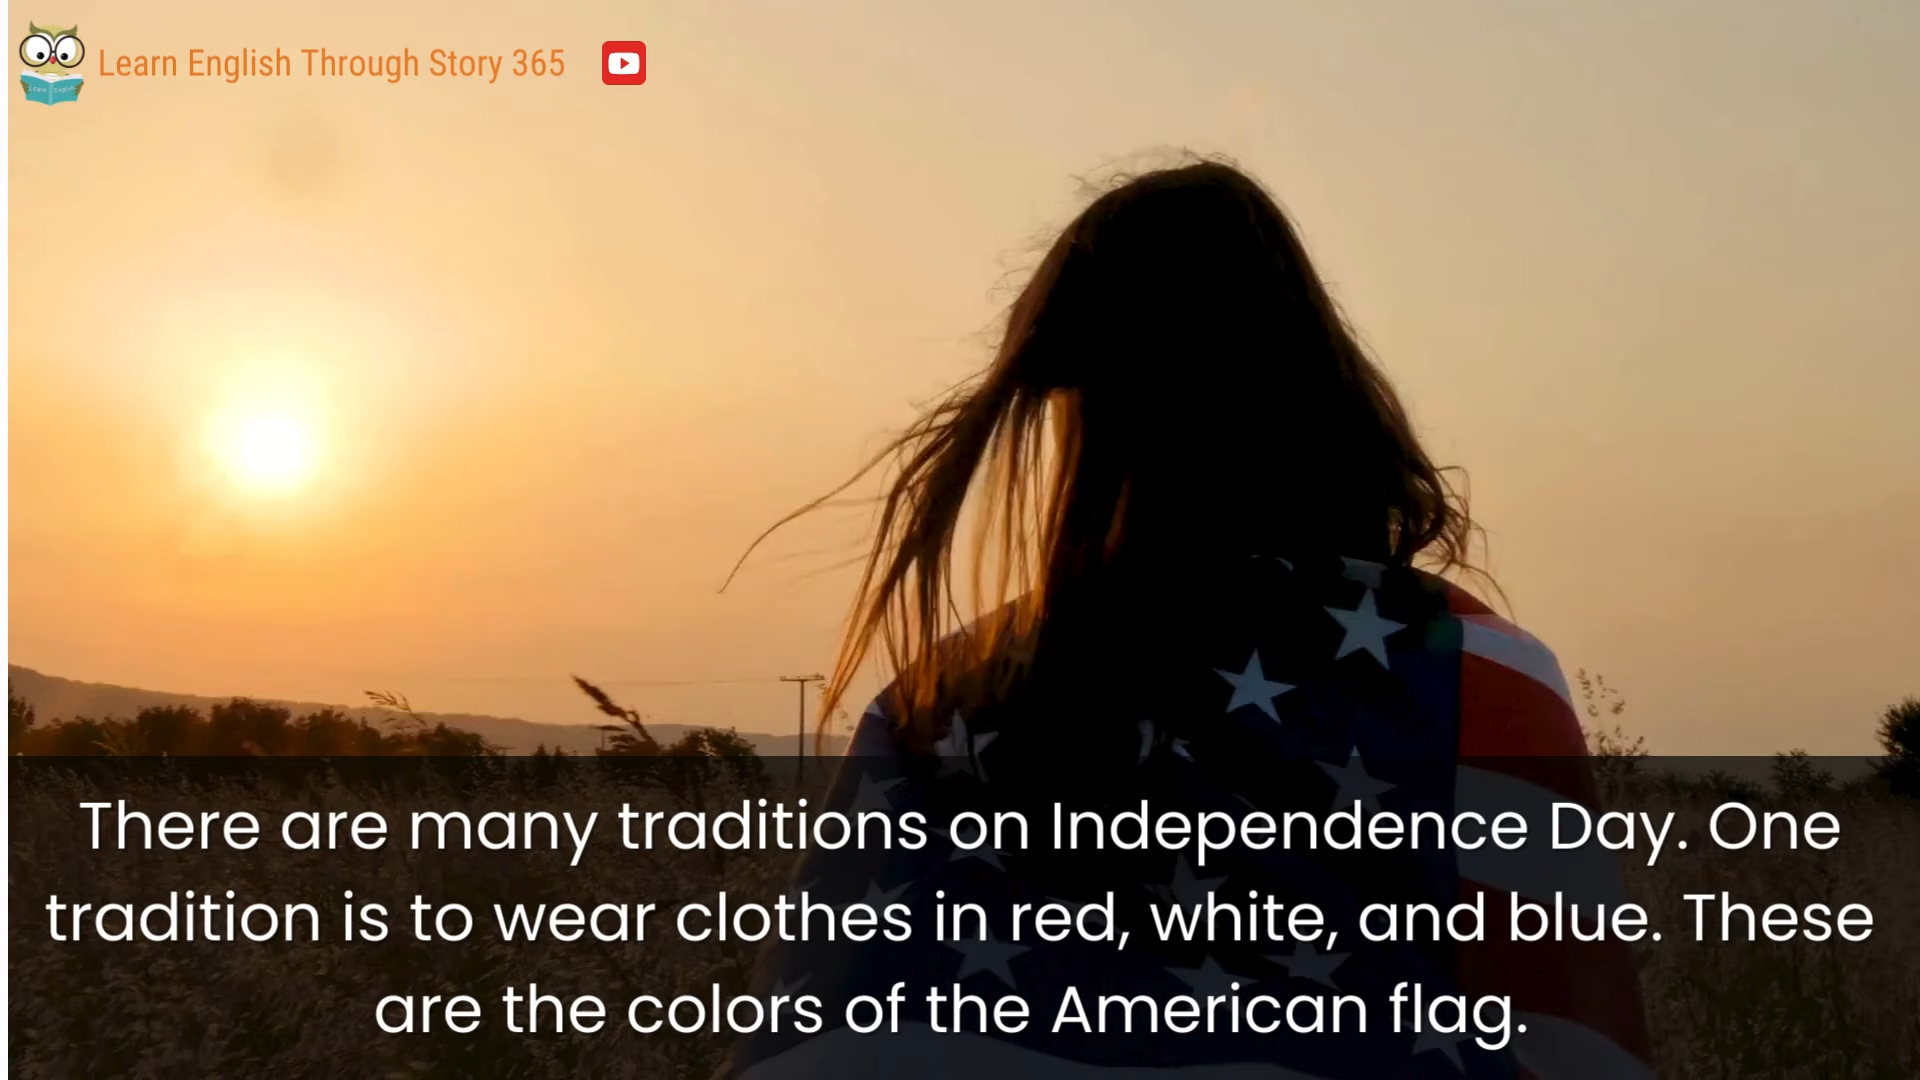 Learn English Through Story 365
There are many traditions on Independence Day. One
tradition is to wear clothes in red, white, and blue. These
are the colors of the American flag.